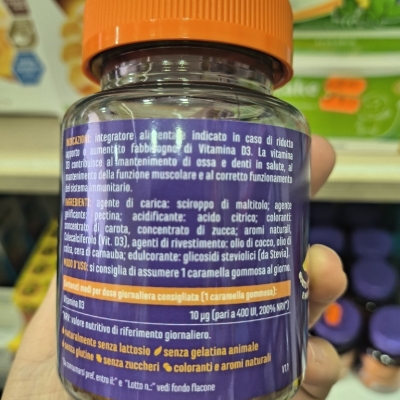 INDICAZIONI: integratore alimentare indicato in caso di ridotto
apporto o aumentato fabbisogno di Vitamina D3. La vitamina
D3 contribuisce al mantenimento di ossa e denti in salute, al
mantenimento della funzione muscolare e al corretto funzionamento
del sistema immunitario.
INGREDIENTI: agente di carica: sciroppo di maltitolo; agente
gelificante: pectina; acidificante: acido citrico; coloranti:
concentrato di carota, concentrato di zucca; aromi naturali,
Colecalciferolo (Vit. D3), agenti di rivestimento: olio di cocco, olio di
colza, cera di carnauba; edulcorante: glicosidi steviolici (da Stevia).
MODO D'USO: si consiglia di assumere 1 caramella gommosa al giorno.
Contenuti medi per dose giornaliera consigliata (1 caramella gommosa):
Vitamina D3 10 µg (pari a 400 UI, 200% NRV*)
*NRV: valore nutritivo di riferimento giornaliero.
naturalmente senza lattosio senza gelatina animale
senza glutine senza zuccheri coloranti e aromi naturali
Da consumarsi pref. entro il:" e "Lotto n.:" vedi fondo flacone